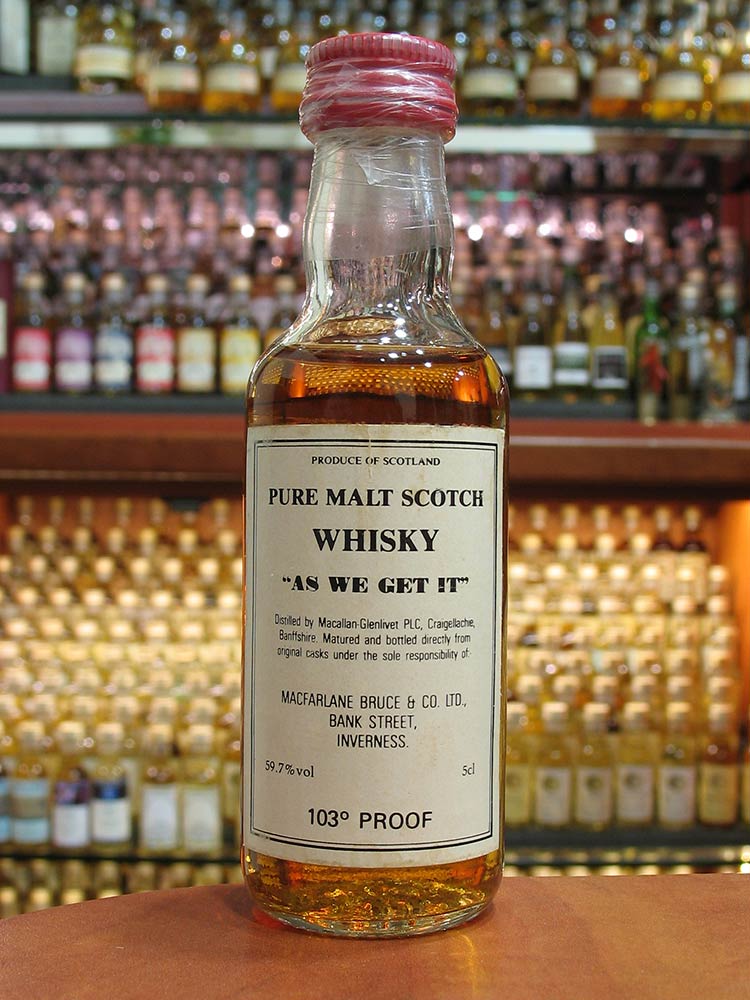 PRODUCE OF SCOTLAND
PURE MALT SCOTCH
WHISKY
"AS WE GET IT"
Distilled by Macallan-Glenlivet PLC, Craigellachie,
Banffshire. Matured and bottled directly from
original casks under the sole responsibility of:-
MACFARLANE BRUCE & CO. LTD.,
BANK STREET,
INVERNESS.
59.7%vol 5cl
103º PROOF